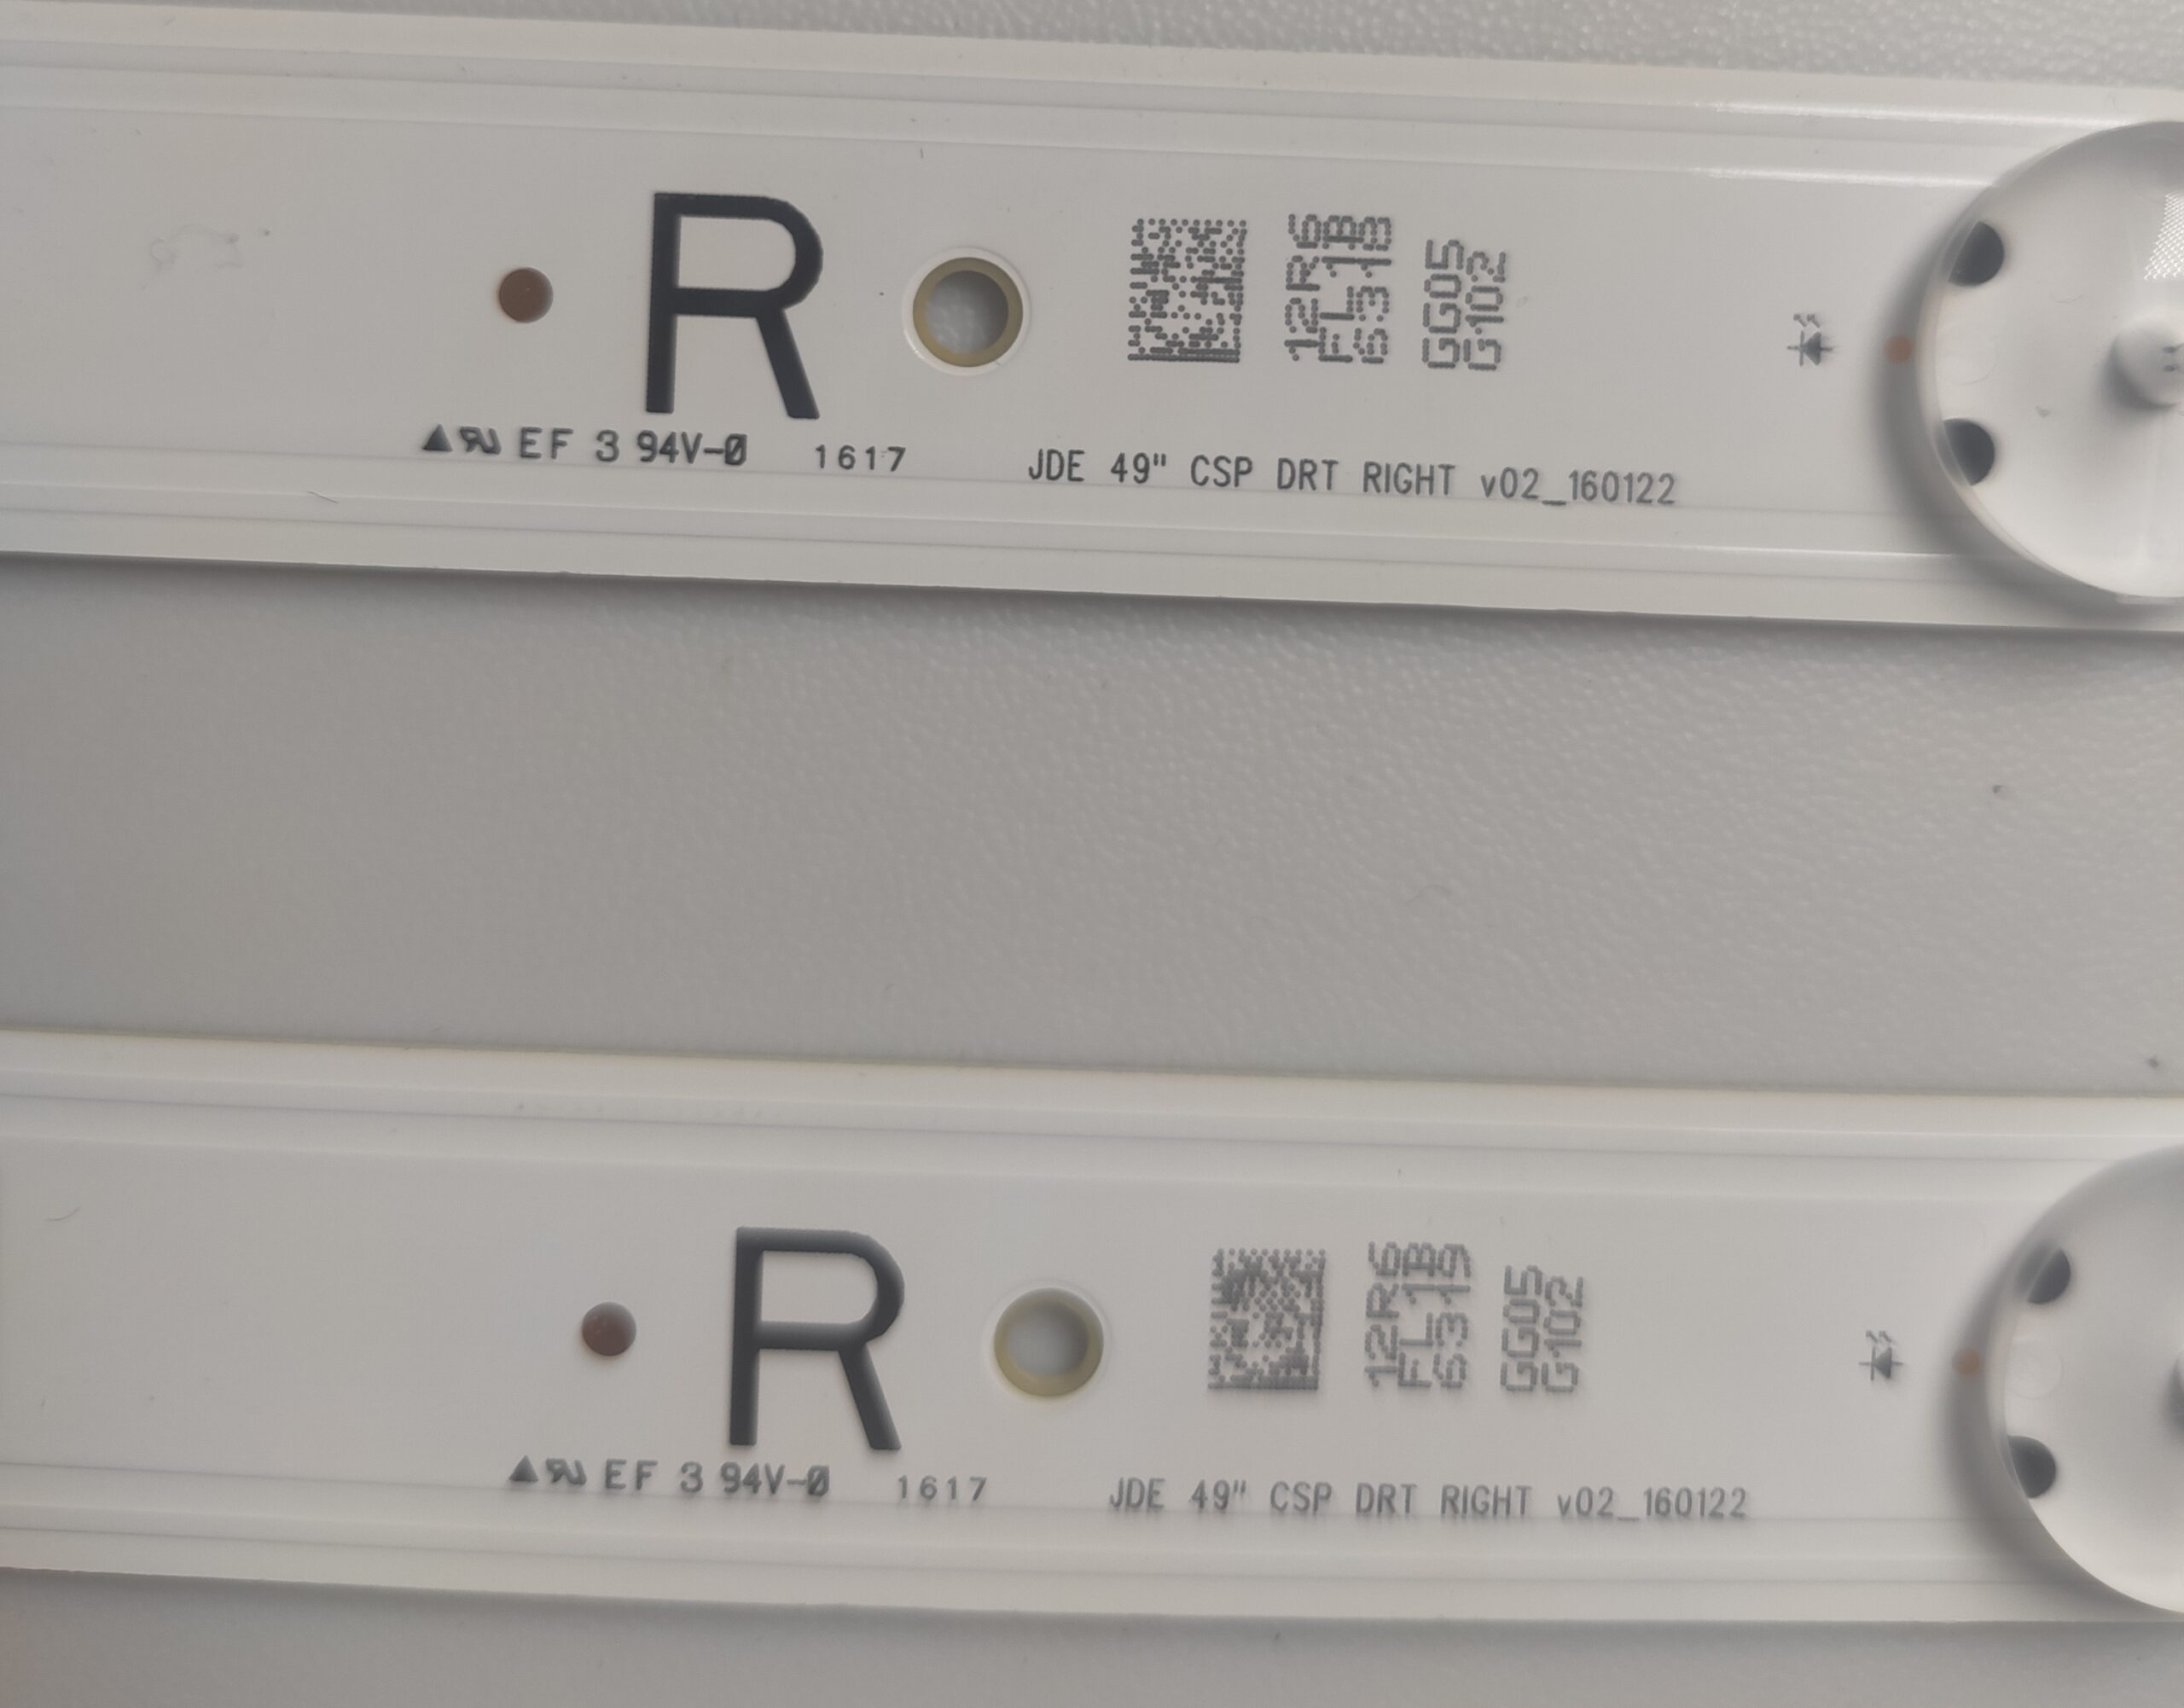 R
12R6
FL1B
631B
GG05
G102
EF 3 94V-0
1617
JDE 49" CSP DRT RIGHT v02_160122
R
12R6
FL1B
6319
GG05
G102
EF 3 94V-0
1617
JDE 49" CSP DRT RIGHT v02_160122